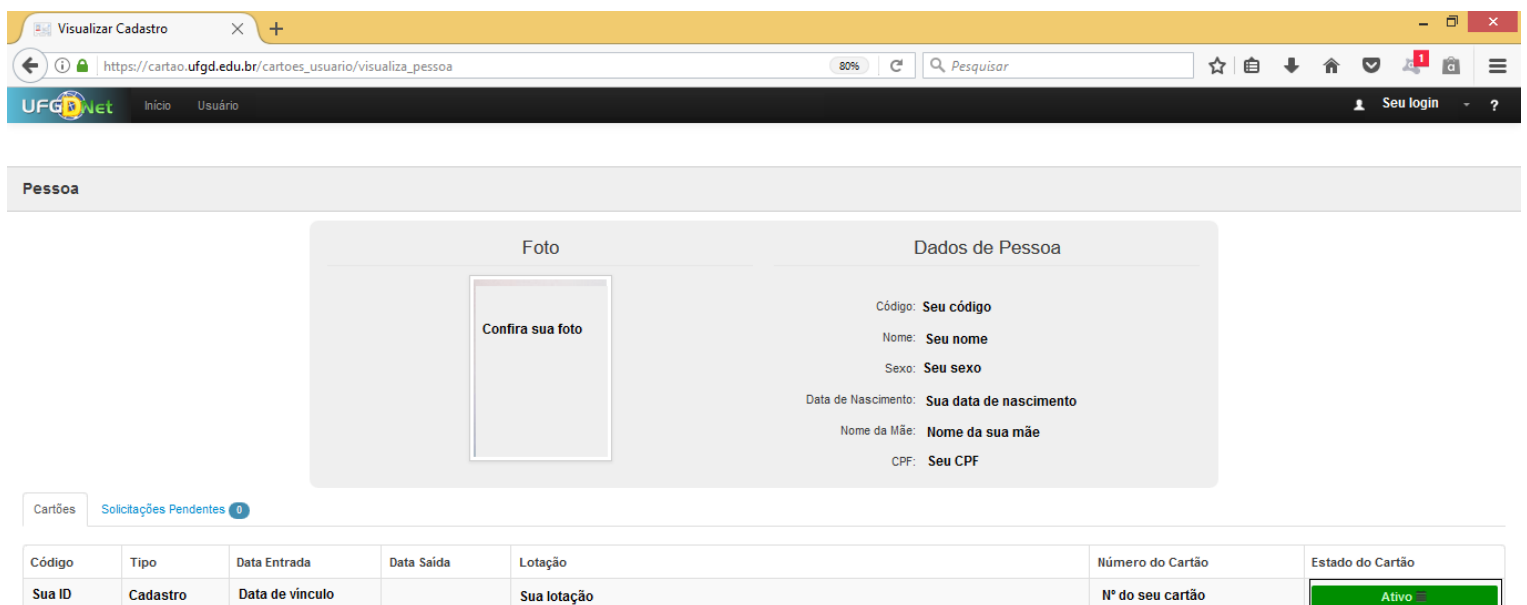 Visualizar Cadastro
https://cartao.ufgd.edu.br/cartoes_usuario/visualiza_pessoa 80% Pesquisar 1
UFGDNet Início Usuário Seu login ?
Pessoa
Foto Dados de Pessoa
Confira sua foto
Código: Seu código
Nome: Seu nome
Sexo: Seu sexo
Data de Nascimento: Sua data de nascimento
Nome da Mãe: Nome da sua mãe
CPF: Seu CPF
Cartões Solicitações Pendentes 0
Código Tipo Data Entrada Data Saída Lotação Número do Cartão Estado do Cartão
Sua ID Cadastro Data de vínculo Sua lotação Nº do seu cartão Ativo